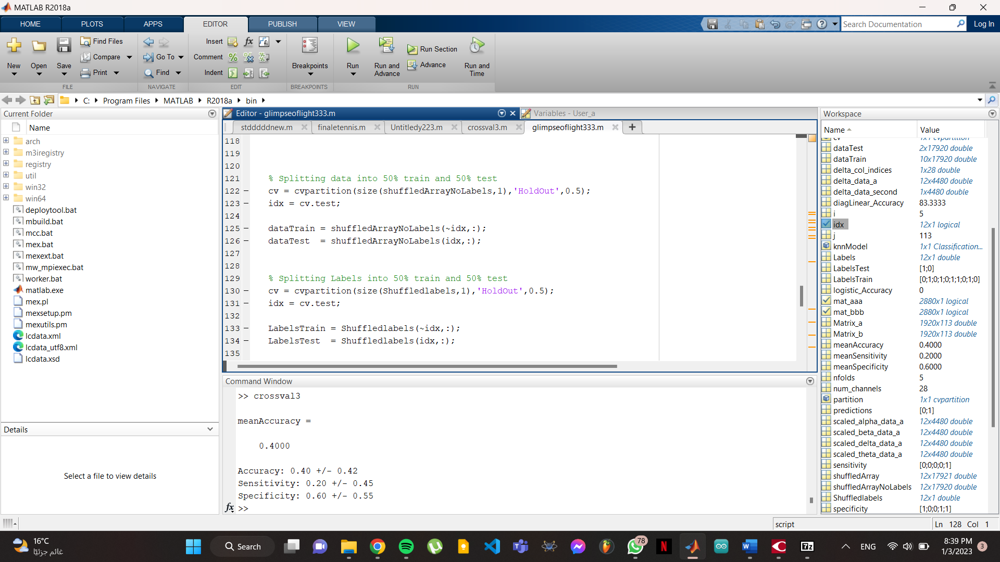 MATLAB R2018a
HOME PLOTS APPS EDITOR PUBLISH VIEW
Search Documentation Log In
New Open Save
Find Files
Compare
Print
FILE
Go To
Find
NAVIGATE
Insert
Comment
Indent
EDIT
Breakpoints
BREAKPOINTS
Run
Run and Advance
Run Section
Advance
Run and Time
RUN
C: Program Files MATLAB R2018a bin
Current Folder
Name
arch
m3iregistry
registry
util
win32
win64
deploytool.bat
mbuild.bat
mcc.bat
mex.bat
mexext.bat
mw_mpiexec.bat
worker.bat
matlab.exe
mex.pl
mexsetup.pm
mexutils.pm
lcdata.xml
lcdata_utf8.xml
lcdata.xsd
Details
Select a file to view details
Editor - glimpseoflight333.m
Variables - User_a
stdddddnew.m finaletennis.m Untitledy223.m crossval3.m glimpseoflight333.m
118
119
120
121 % Splitting data into 50% train and 50% test
122 – cv = cvpartition(size(shuffledArrayNoLabels,1),'HoldOut',0.5);
123 – idx = cv.test;
124
125 – dataTrain = shuffledArrayNoLabels(~idx,:);
126 – dataTest  = shuffledArrayNoLabels(idx,:);
127
128
129 % Splitting Labels into 50% train and 50% test
130 – cv = cvpartition(size(Shuffledlabels,1),'HoldOut',0.5);
131 – idx = cv.test;
132
133 – LabelsTrain = Shuffledlabels(~idx,:);
134 – LabelsTest  = Shuffledlabels(idx,:);
135
Command Window
>> crossval3
meanAccuracy =
0.4000
Accuracy: 0.40 +/- 0.42
Sensitivity: 0.20 +/- 0.45
Specificity: 0.60 +/- 0.55
fx >>
Workspace
Name Value
cv 1x1 cvpartition
dataTest 2x17920 double
dataTrain 10x17920 double
delta_col_indices 1x28 double
delta_data_a 12x4480 double
delta_data_second 1x4480 double
diagLinear_Accuracy 83.3333
i 5
idx 12x1 logical
j 113
knnModel 1x1 Classification...
Labels 12x1 double
LabelsTest [1;0]
LabelsTrain [0;1;0;1;0;1;1;0;1;0]
logistic_Accuracy 0
mat_aaa 2880x1 logical
mat_bbb 2880x1 logical
Matrix_a 1920x113 double
Matrix_b 1920x113 double
meanAccuracy 0.4000
meanSensitivity 0.2000
meanSpecificity 0.6000
nfolds 5
num_channels 28
partition 1x1 cvpartition
predictions [0;1]
scaled_alpha_data_a 12x4480 double
scaled_beta_data_a 12x4480 double
scaled_delta_data_a 12x4480 double
scaled_theta_data_a 12x4480 double
sensitivity [0;0;0;0;1]
shuffledArray 12x17921 double
shuffledArrayNoLabels 12x17920 double
Shuffledlabels 12x1 double
specificity [1;0;0;1;1]
script
Ln 128 Col 1
16°C
غائم جزئيًا
Search
78
ENG
8:39 PM
1/3/2023
3